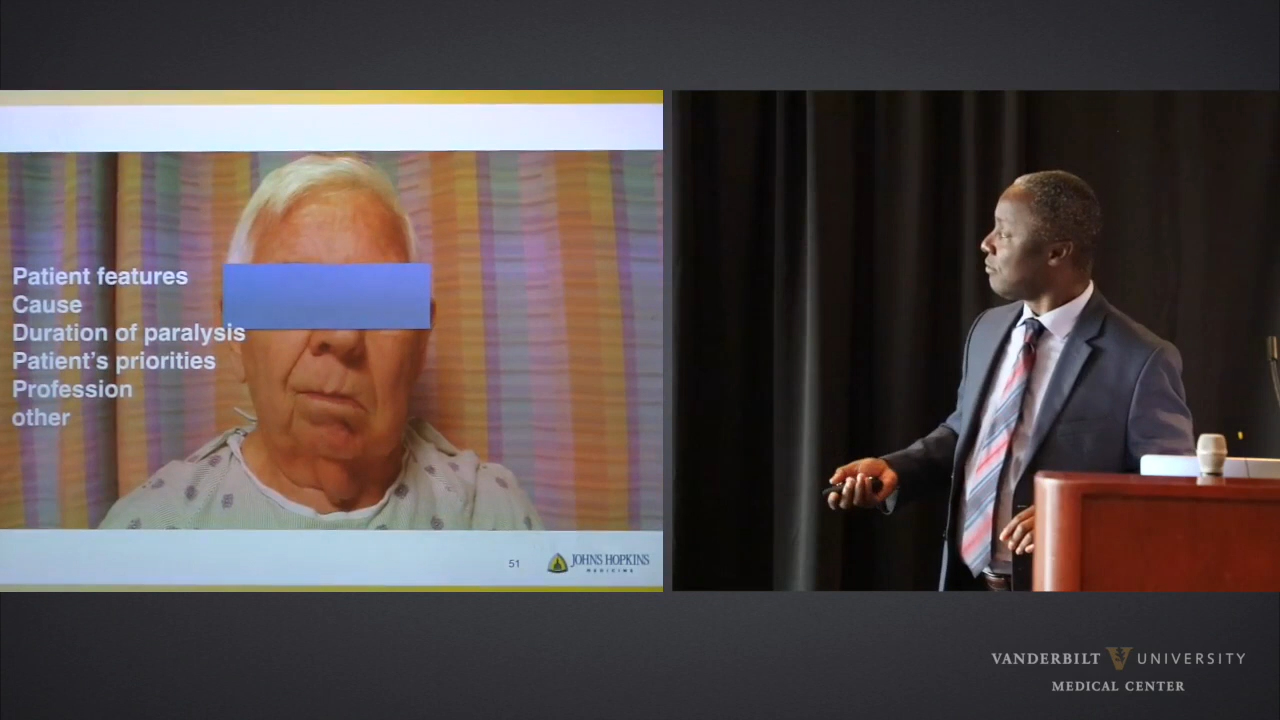 Patient features
Cause
Duration of paralysis
Patient's priorities
Profession
other
51
JOHNS HOPKINS
MEDICINE
VANDERBILT UNIVERSITY
MEDICAL CENTER